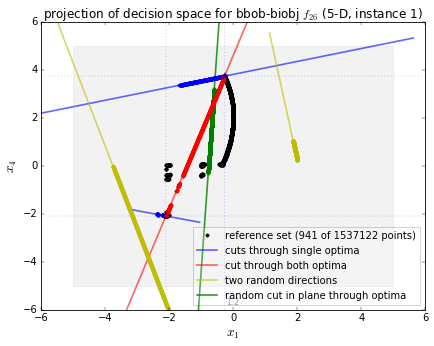 projection of decision space for bbob-biobj f₂₆ (5-D, instance 1)
6
4
2
0
−2
−4
−6
x₄
reference set (941 of 1537122 points)
cuts through single optima
cut through both optima
two random directions
random cut in plane through optima
−6
−4
−2
0
2
4
6
x₁